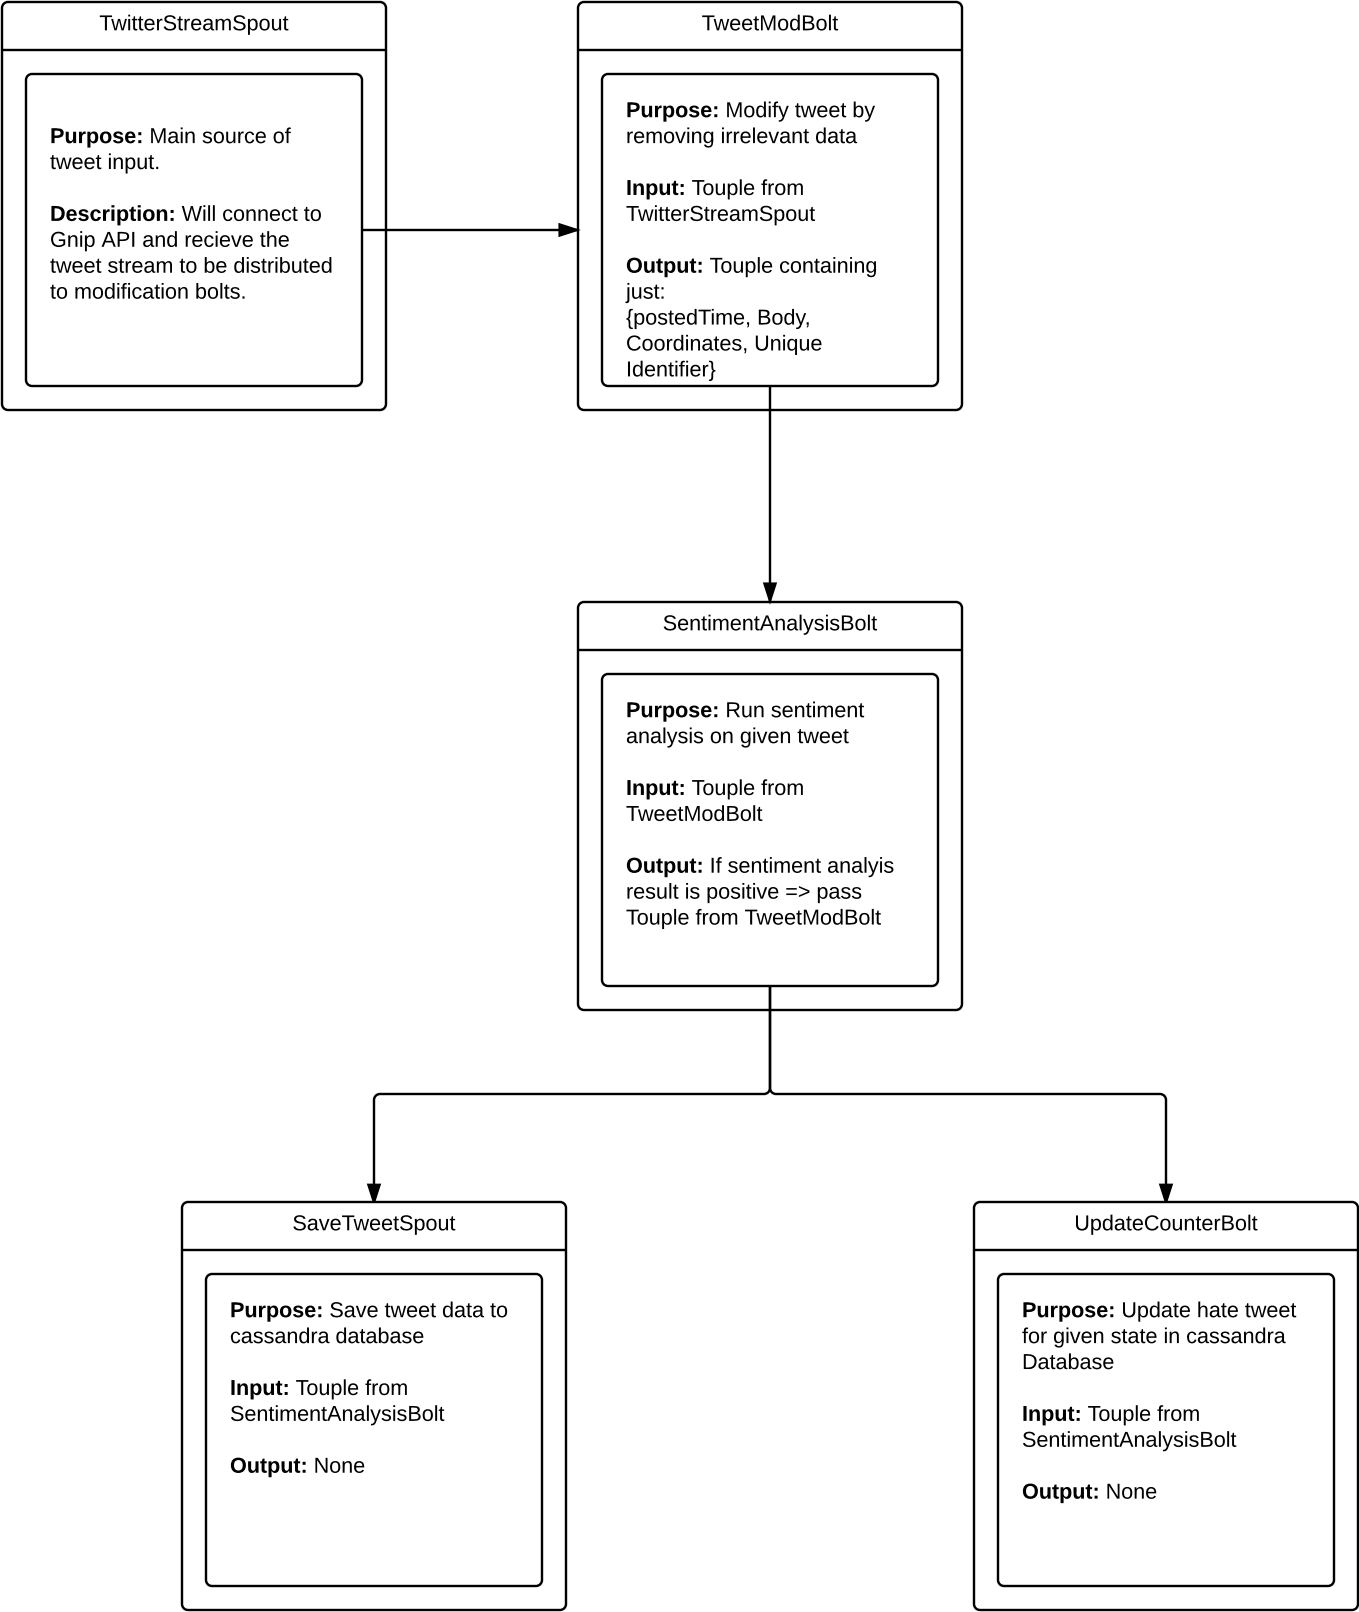 TwitterStreamSpout
Purpose: Main source of
tweet input.
Description: Will connect to
Gnip API and recieve the
tweet stream to be distributed
to modification bolts.
TweetModBolt
Purpose: Modify tweet by
removing irrelevant data
Input: Touple from
TwitterStreamSpout
Output: Touple containing
just:
{postedTime, Body,
Coordinates, Unique
Identifier}
SentimentAnalysisBolt
Purpose: Run sentiment
analysis on given tweet
Input: Touple from
TweetModBolt
Output: If sentiment analyis
result is positive => pass
Touple from TweetModBolt
SaveTweetSpout
Purpose: Save tweet data to
cassandra database
Input: Touple from
SentimentAnalysisBolt
Output: None
UpdateCounterBolt
Purpose: Update hate tweet
for given state in cassandra
Database
Input: Touple from
SentimentAnalysisBolt
Output: None